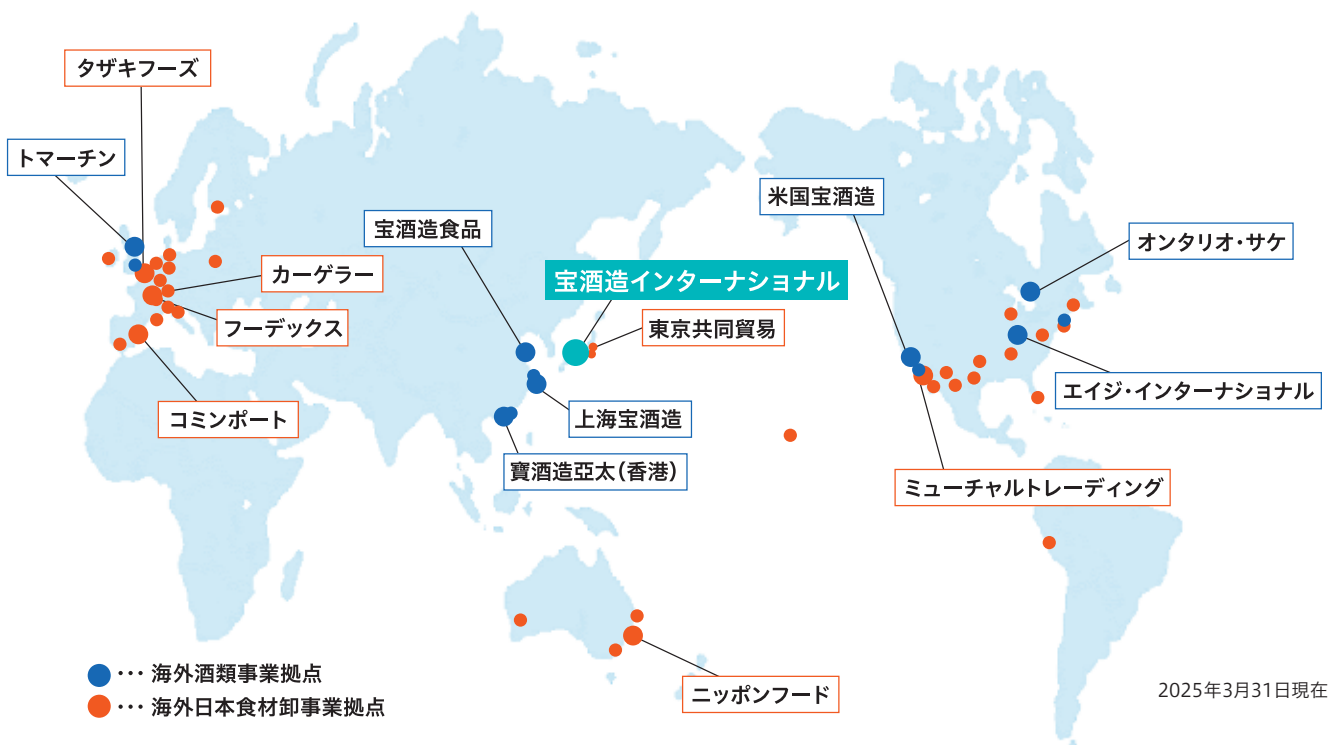 タザキフーズ
トマーチン
宝酒造食品
米国宝酒造
オンタリオ・サケ
カーゲラー
宝酒造インターナショナル
フーデックス
東京共同貿易
エイジ・インターナショナル
コミンポート
上海宝酒造
寶酒造亞太(香港)
ミューチャルトレーディング
ニッポンフード
･･･ 海外酒類事業拠点
･･･ 海外日本食材卸事業拠点
2025年3月31日現在